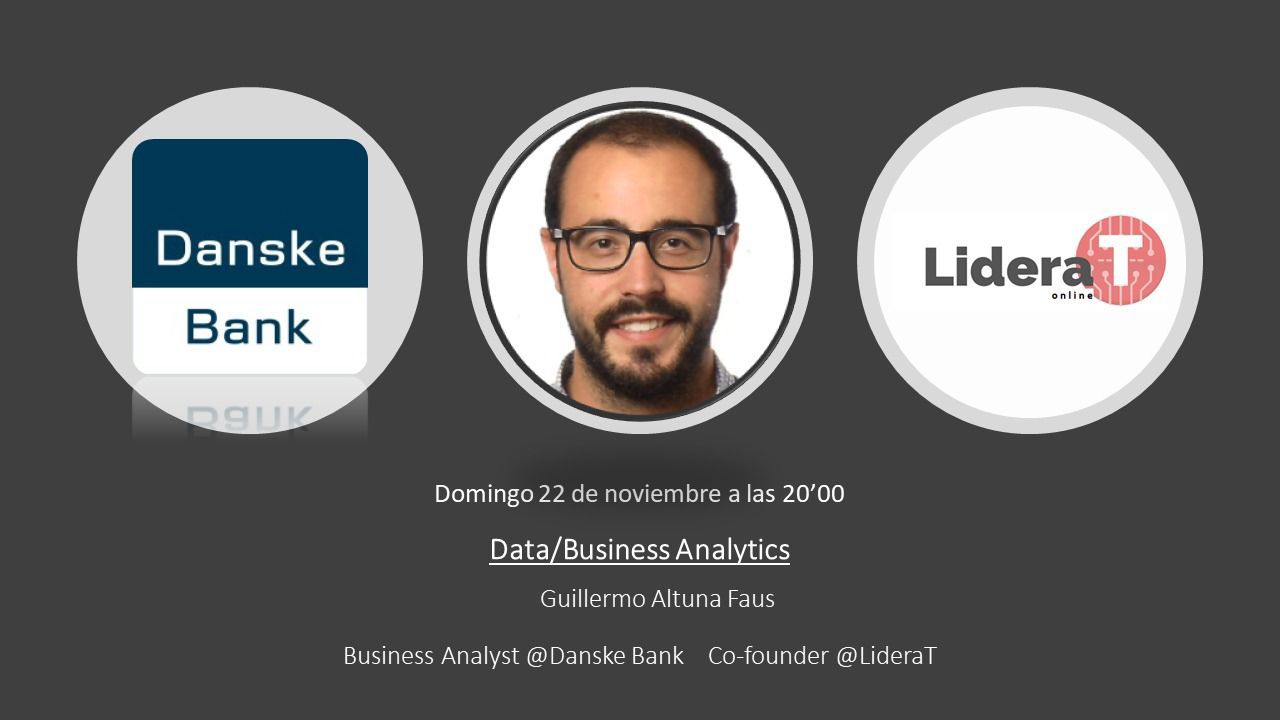 Danske
Bank
LideraT
online
Domingo 22 de noviembre a las 20’00
Data/Business Analytics
Guillermo Altuna Faus
Business Analyst @Danske Bank Co-founder @LideraT